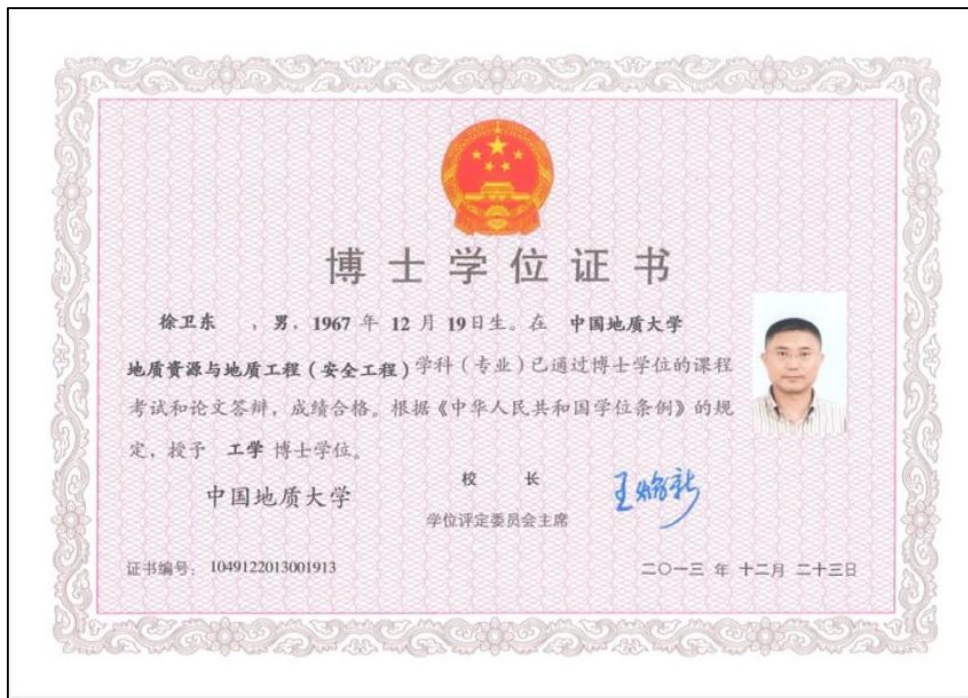 博士学位证书
徐卫东 ，男，1967 年 12 月 19日生。在 中国地质大学
地质资源与地质工程（安全工程）学科（专业）已通过博士学位的课程
考试和论文答辩，成绩合格。根据《中华人民共和国学位条例》的规
定，授予 工学 博士学位。
中国地质大学
校 长
学位评定委员会主席
王焰新
证书编号：1049122013001913
二〇一三 年 十二月 二十三日